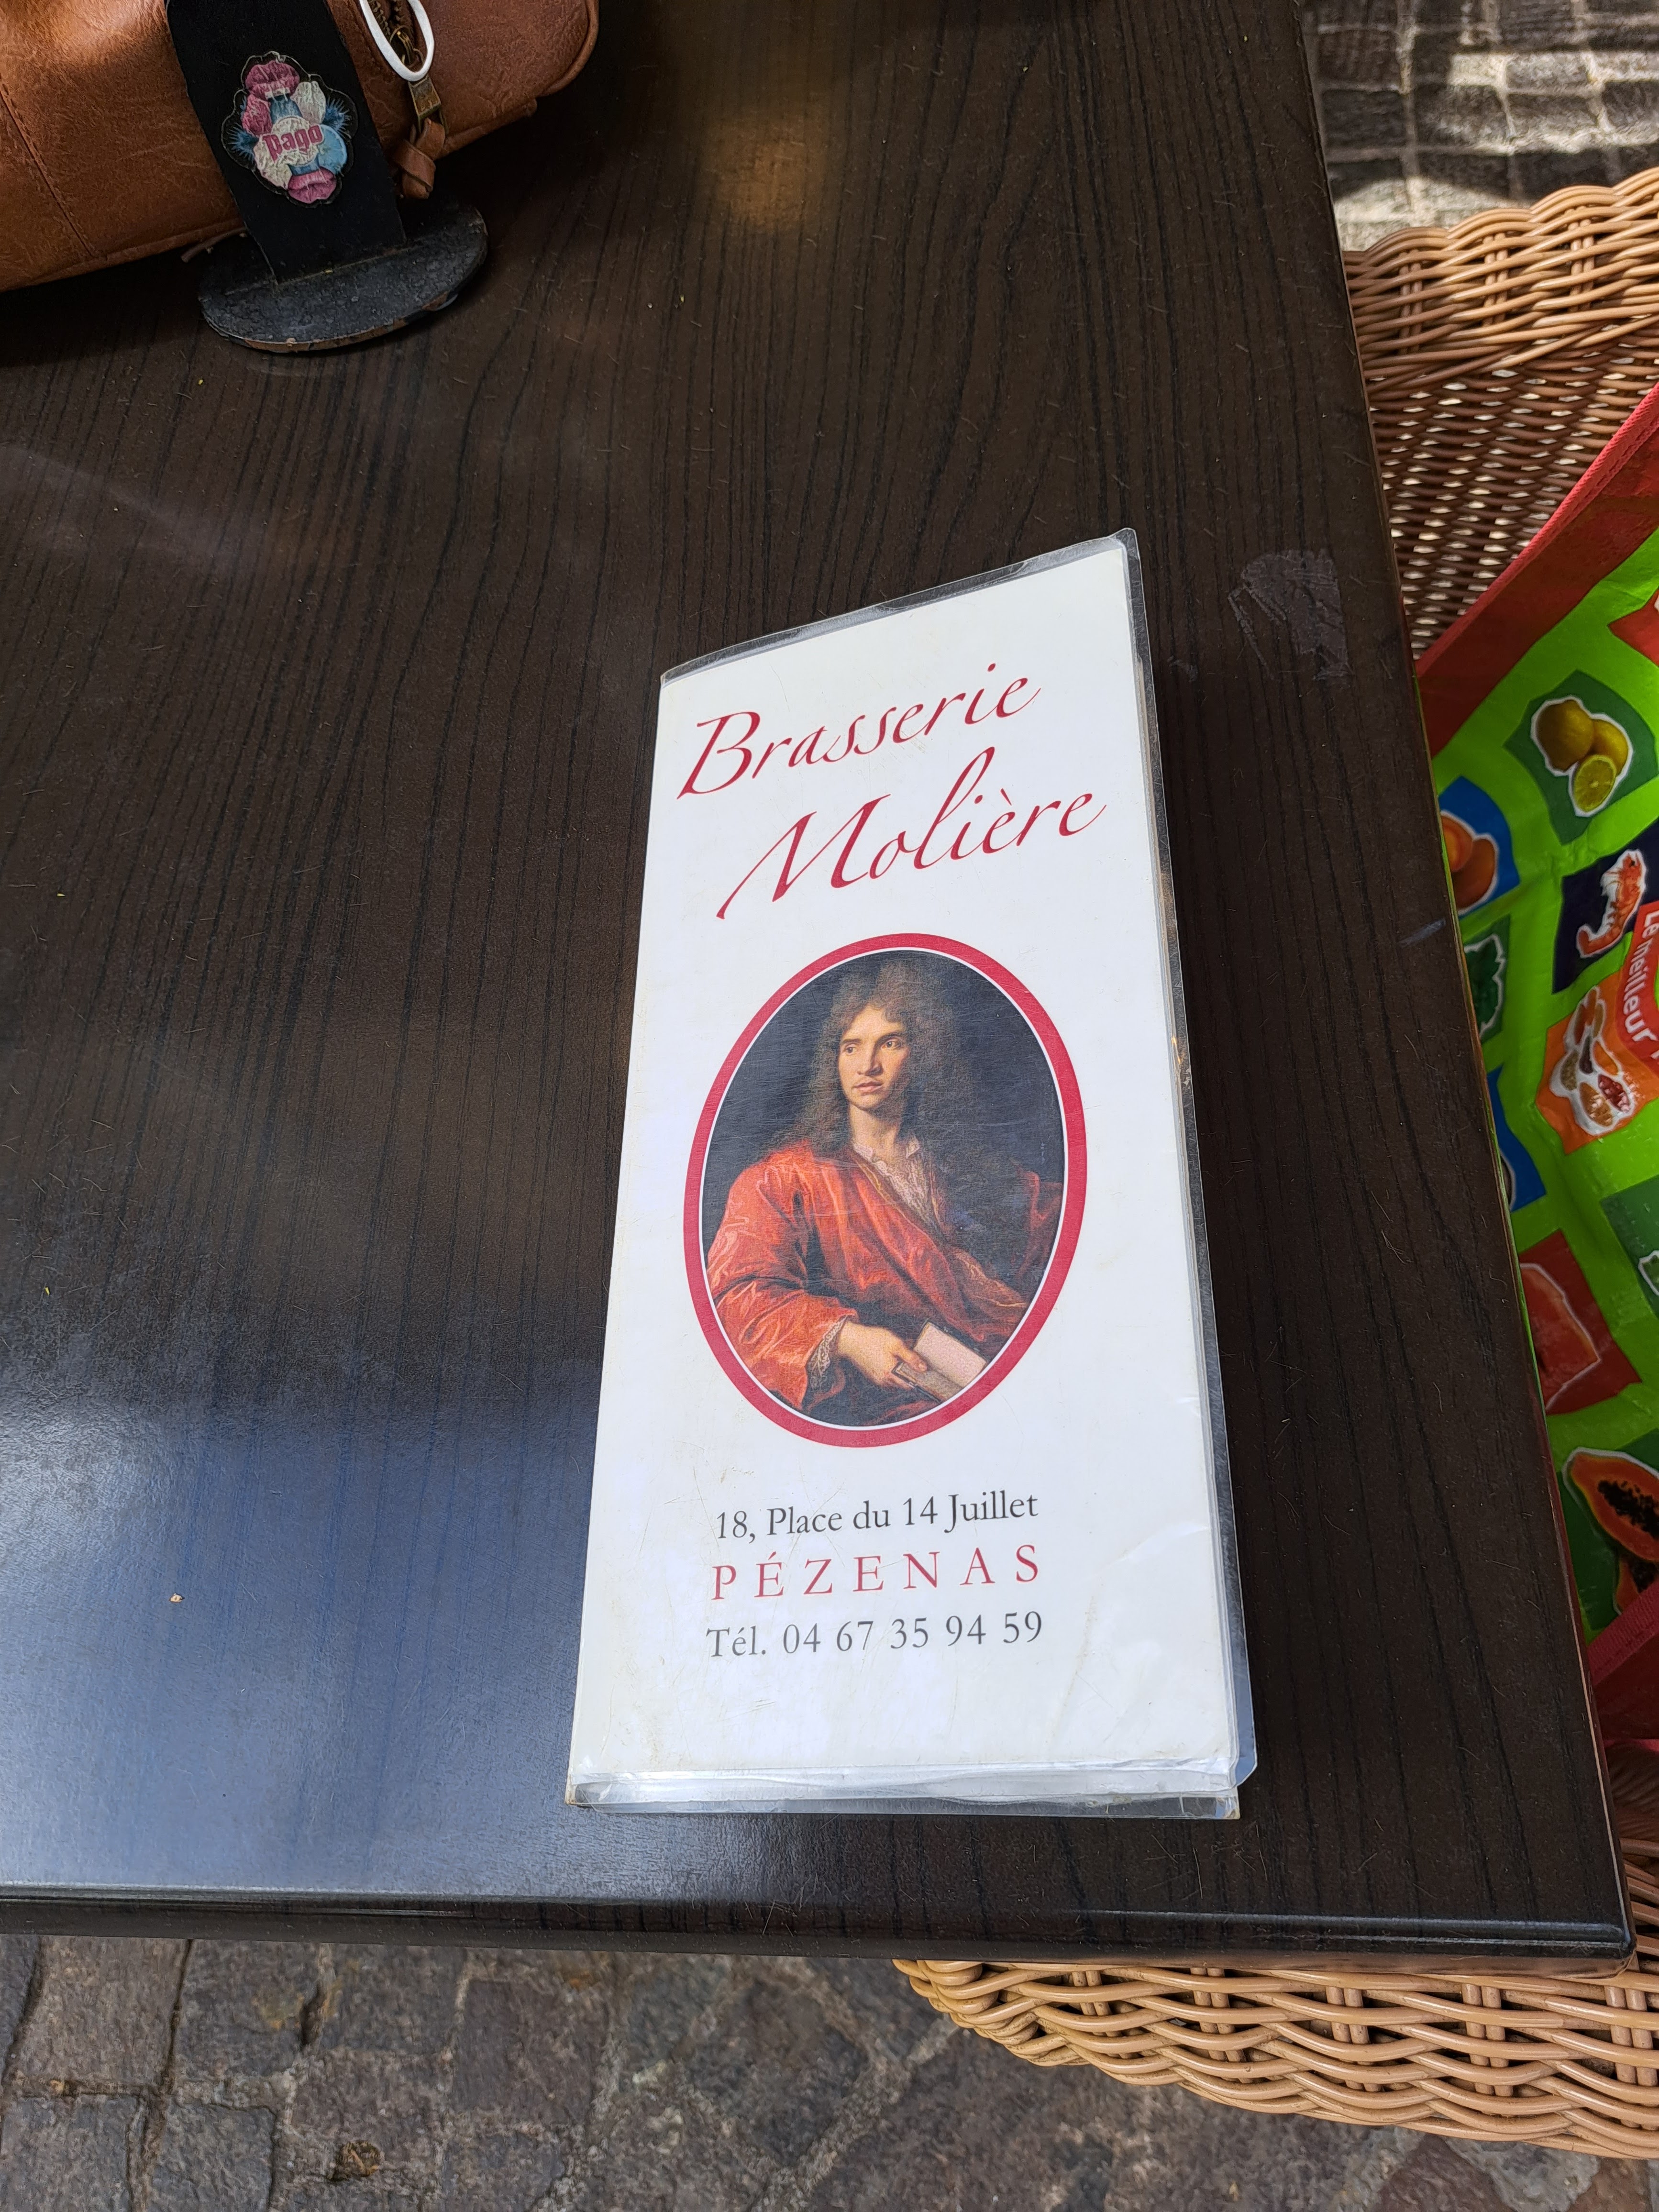 Pago
Brasserie
Molière
Le meilleur
18, Place du 14 Juillet
PÉZENAS
Tél. 04 67 35 94 59